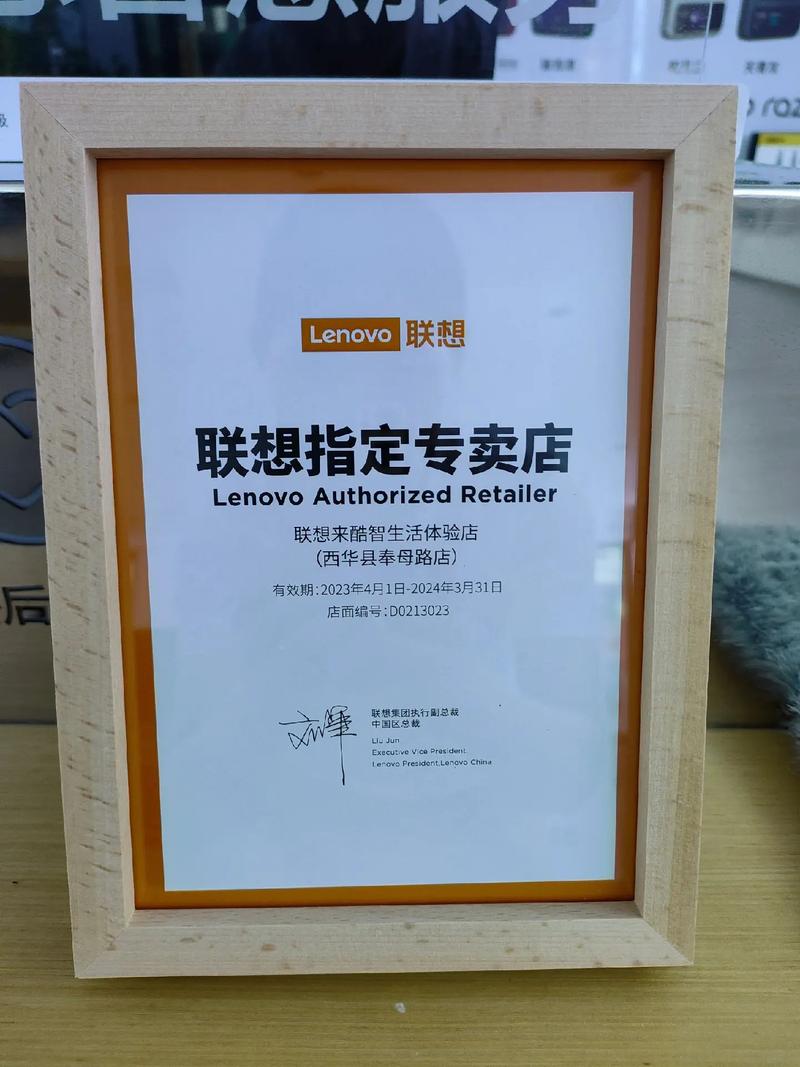 Lenovo 联想
联想指定专卖店
Lenovo Authorized Retailer
联想来酷智生活体验店
（西华县奉母路店）
有效期：2023年4月1日-2024年3月31日
店面编号：D0213023
联想集团执行副总裁
中国区总裁
Liu Jun
Executive Vice President
Lenovo President,Lenovo China
后